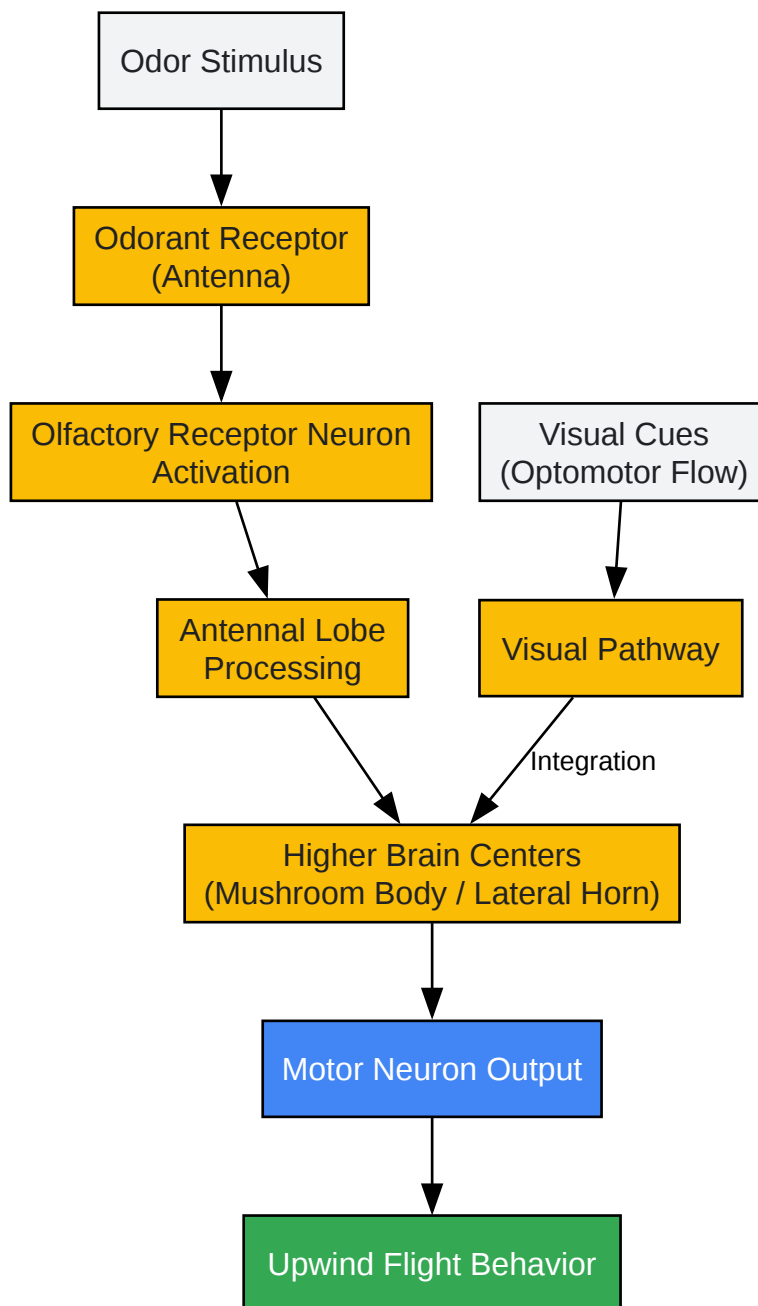 Odor Stimulus
Odorant Receptor
(Antenna)
Olfactory Receptor Neuron
Activation
Visual Cues
(Optomotor Flow)
Antennal Lobe
Processing
Visual Pathway
Integration
Higher Brain Centers
(Mushroom Body / Lateral Horn)
Motor Neuron Output
Upwind Flight Behavior